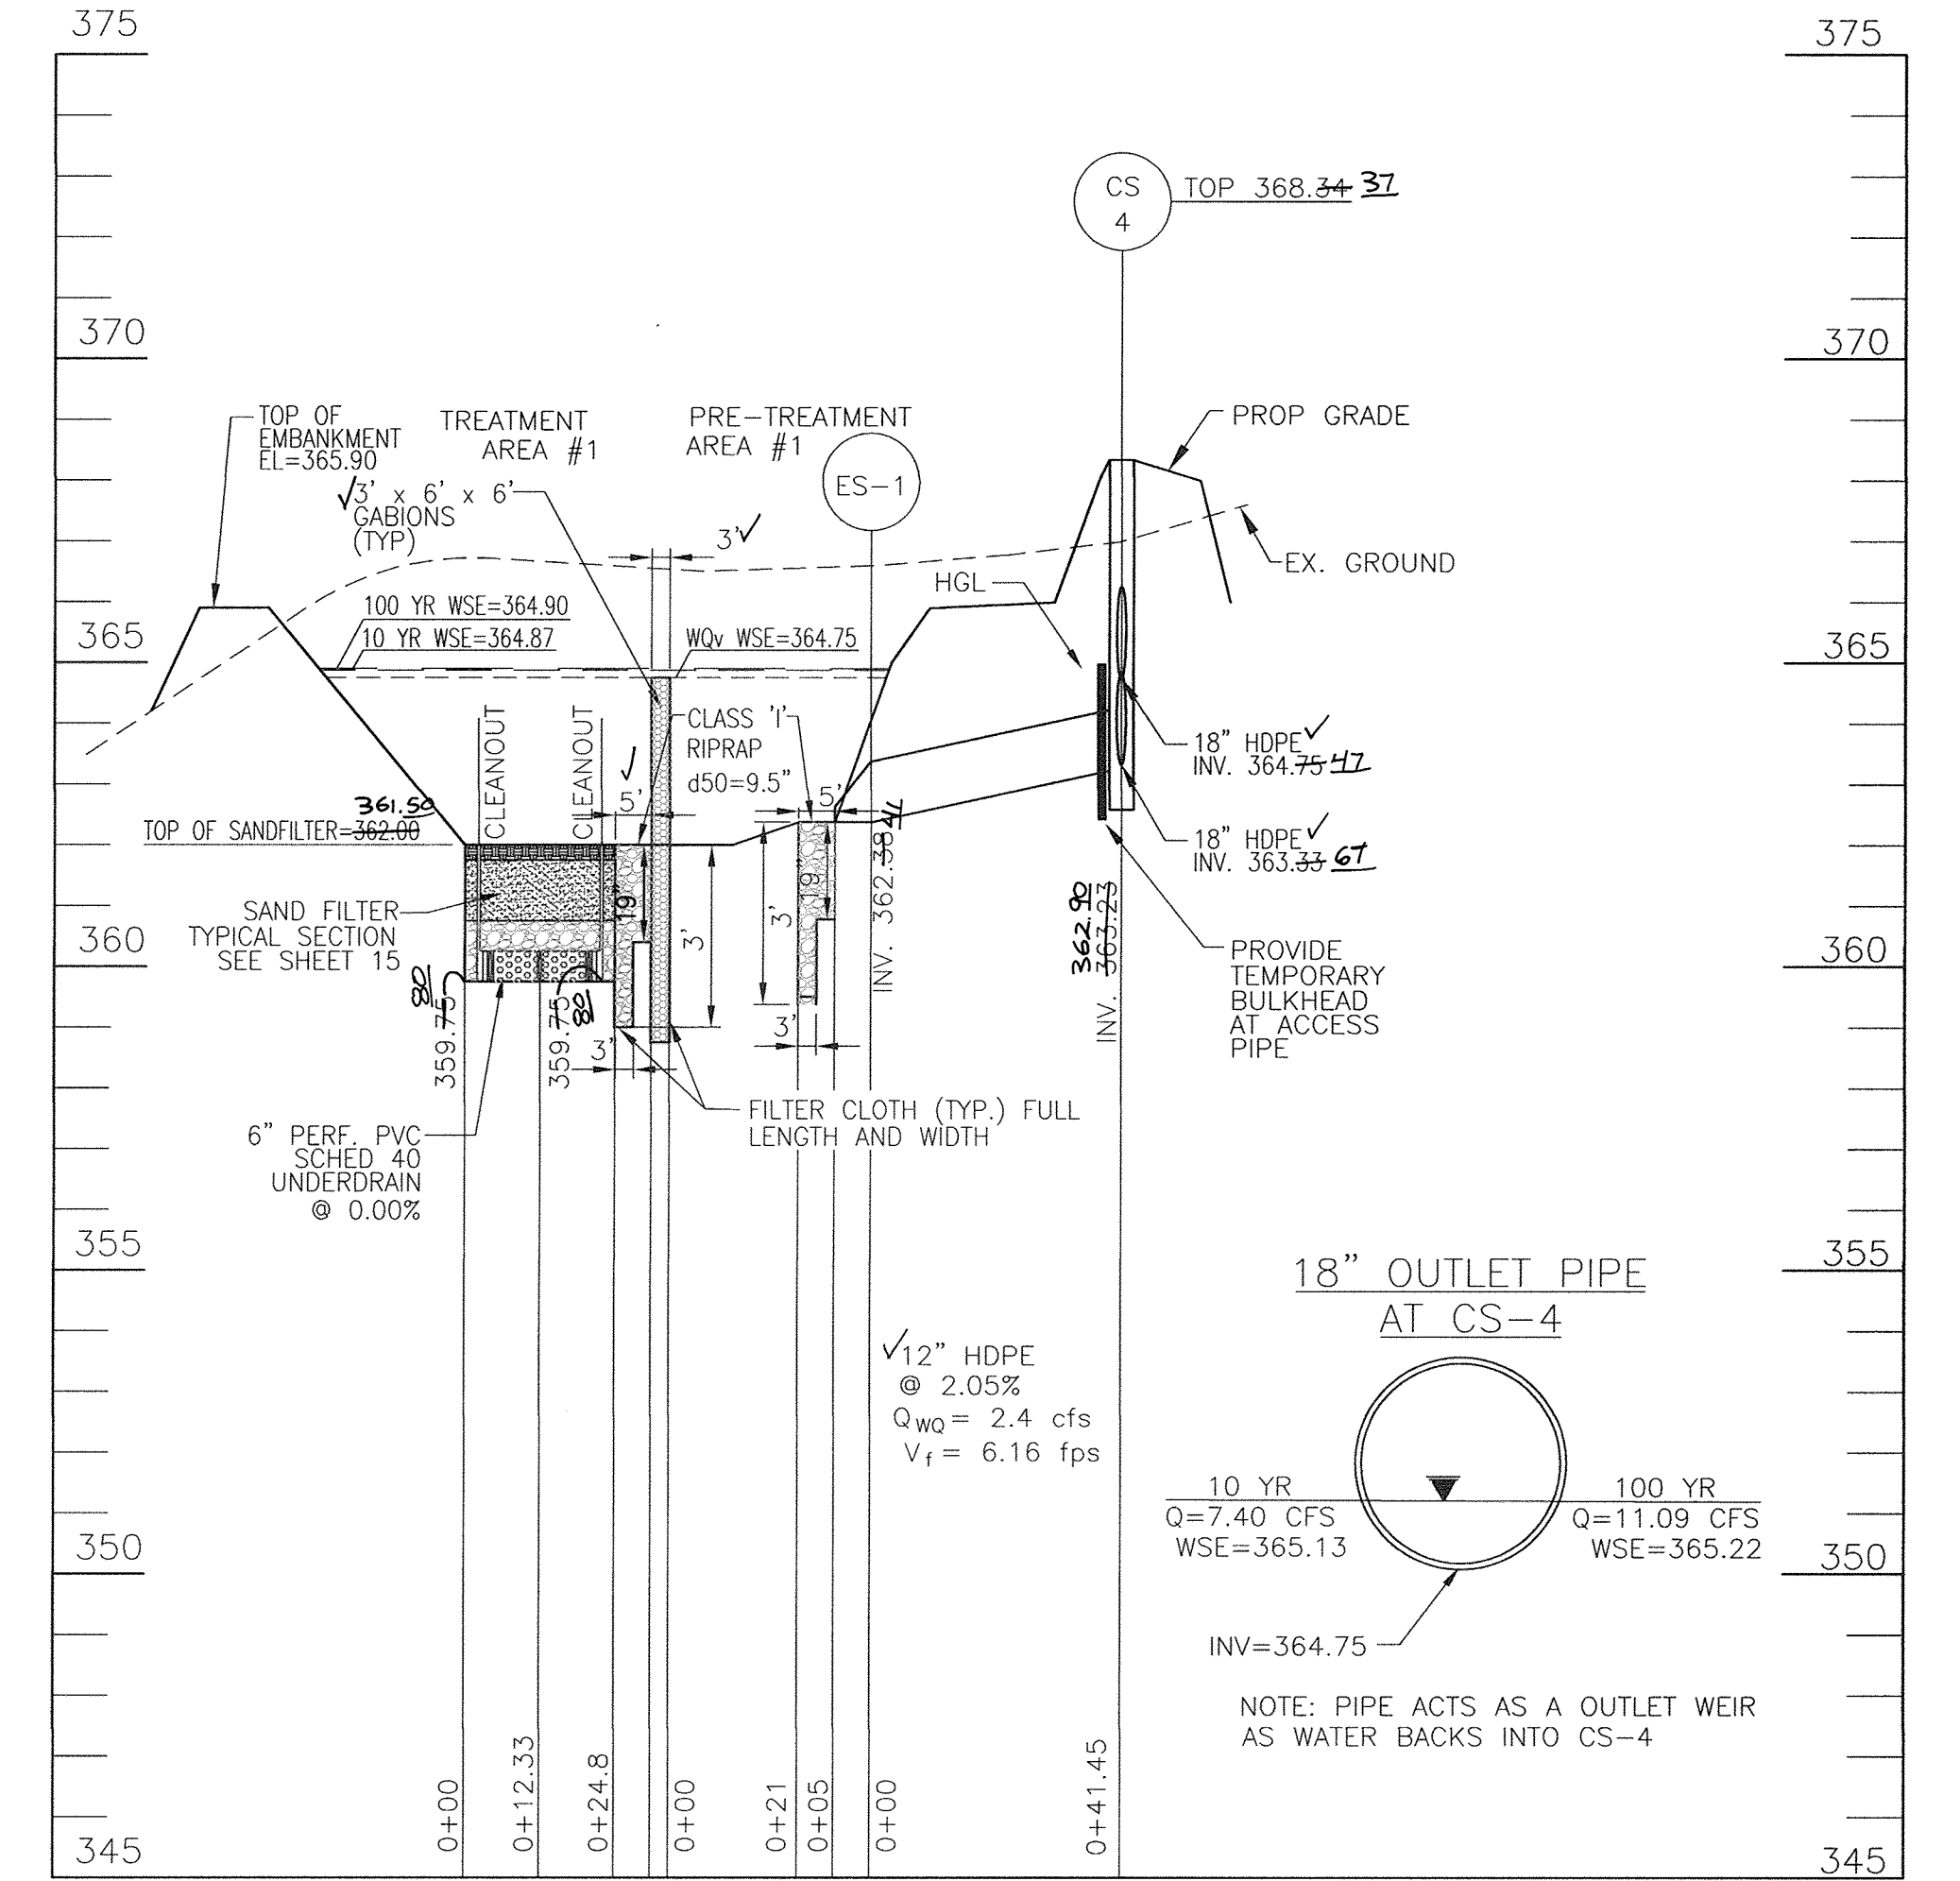 375
375
CS
4
TOP 368.34 37
370
370
TOP OF
EMBANKMENT
EL=365.90
TREATMENT
AREA #1
PRE-TREATMENT
AREA #1
PROP GRADE
ES-1
✓3' x 6' x 6'
GABIONS
(TYP)
3'✓
EX. GROUND
HGL
100 YR WSE=364.90
10 YR WSE=364.87
WQv WSE=364.75
365
365
CLEANOUT
CLEANOUT
CLASS 'I'
RIPRAP
d50=9.5"
✓
5'
5'
18" HDPE✓
INV. 364.75 47
361.50
TOP OF SANDFILTER=362.00
18" HDPE✓
INV. 363.33 67
19"
3'
3'
19"
INV. 362.38 41
362.90
INV. 363.23
SAND FILTER
TYPICAL SECTION
SEE SHEET 15
360
360
PROVIDE
TEMPORARY
BULKHEAD
AT ACCESS
PIPE
359.75 80
359.75 80
3'
3'
6" PERF. PVC
SCHED 40
UNDERDRAIN
@ 0.00%
FILTER CLOTH (TYP.) FULL
LENGTH AND WIDTH
355
355
18" OUTLET PIPE
AT CS-4
✓12" HDPE
@ 2.05%
QWQ= 2.4 cfs
Vf= 6.16 fps
10 YR
Q=7.40 CFS
WSE=365.13
100 YR
Q=11.09 CFS
WSE=365.22
350
350
INV=364.75
NOTE: PIPE ACTS AS A OUTLET WEIR
AS WATER BACKS INTO CS-4
0+00
0+12.33
0+24.8
0+00
0+21
0+05
0+00
0+41.45
345
345